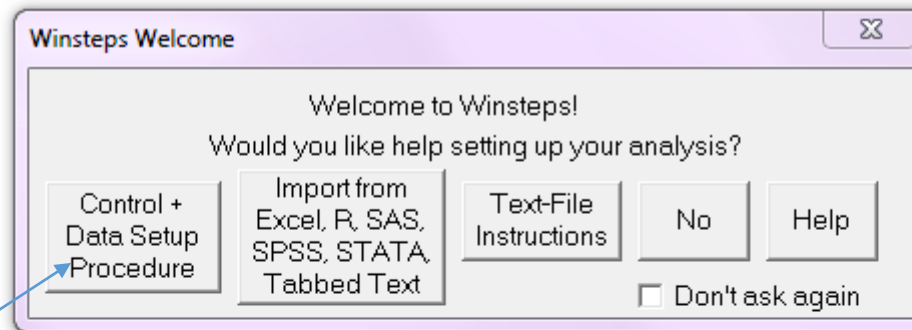 Winsteps Welcome
Welcome to Winsteps!
Would you like help setting up your analysis?
Control +
Data Setup
Procedure
Import from
Excel, R, SAS,
SPSS, STATA,
Tabbed Text
Text-File
Instructions
No
Help
Don't ask again